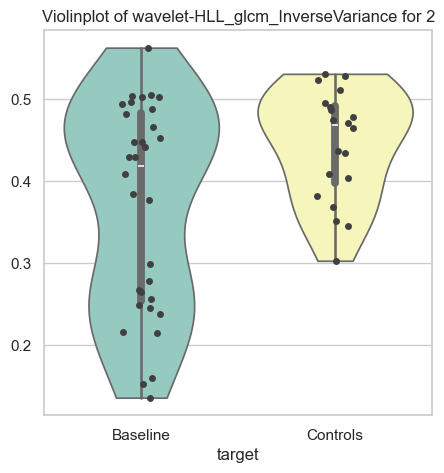 Violinplot of wavelet-HLL_glcm_InverseVariance for 2
0.5
0.4
0.3
0.2
Baseline
Controls
target